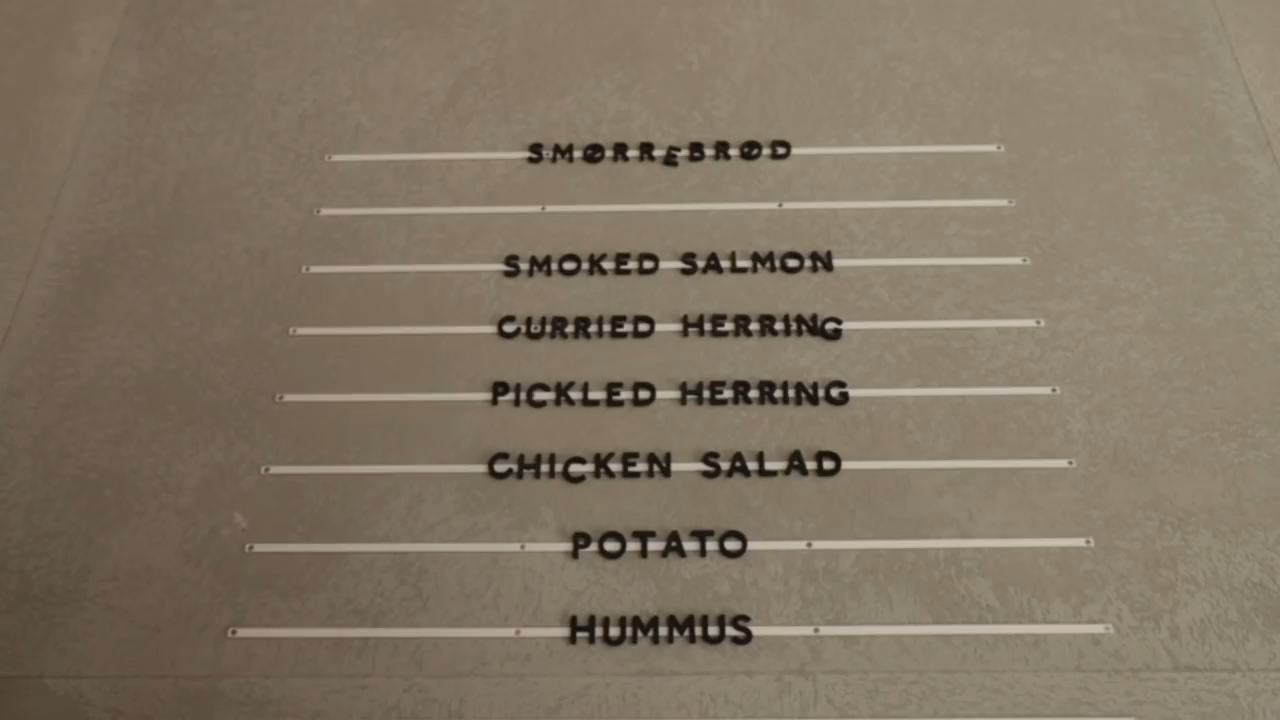 SMØRREBRØD
SMOKED SALMON
CURRIED HERRING
PICKLED HERRING
CHICKEN SALAD
POTATO
HUMMUS